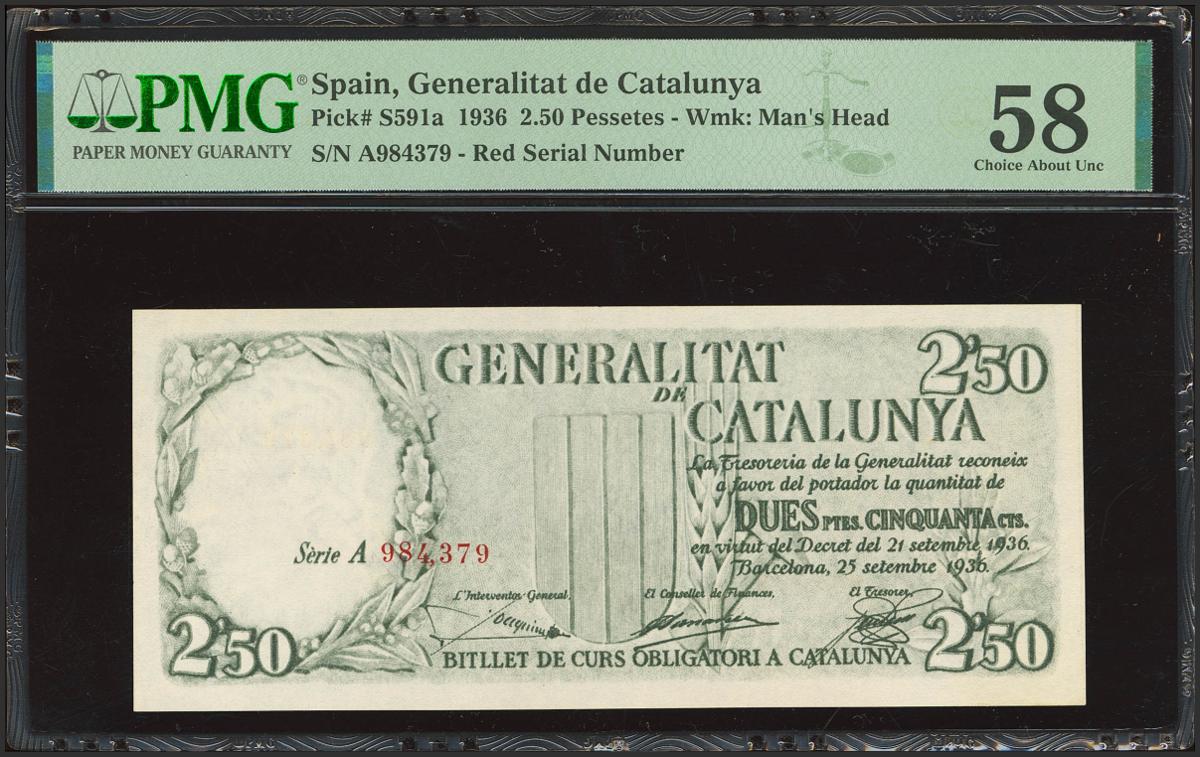 PMG®
PAPER MONEY GUARANTY
Spain, Generalitat de Catalunya
Pick# S591a 1936 2.50 Pessetes - Wmk: Man's Head
S/N A984379 - Red Serial Number
58
Choice About Unc
GENERALITAT
DE
CATALUNYA
2'50
La Tresoreria de la Generalitat reconeix
a favor del portador la quantitat de
DUES PTES. CINQUANTA CTS.
en virtut del Decret del 21 setembre 1936.
Barcelona, 25 setembre 1936.
Sèrie A 984,379
L'Interventor General,
El Conseller de Finances,
El Tresorer,
2'50
BITLLET DE CURS OBLIGATORI A CATALUNYA
2'50